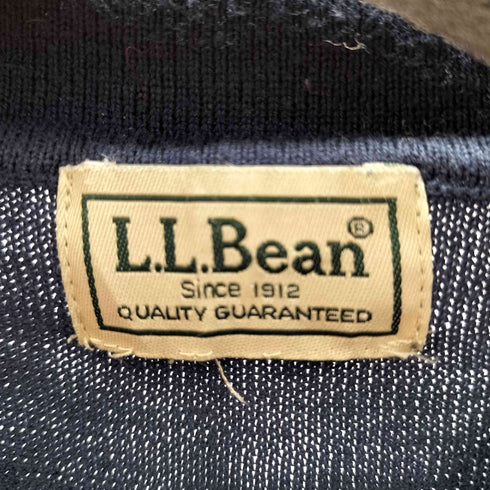 L.L.Bean®
Since 1912
QUALITY GUARANTEED